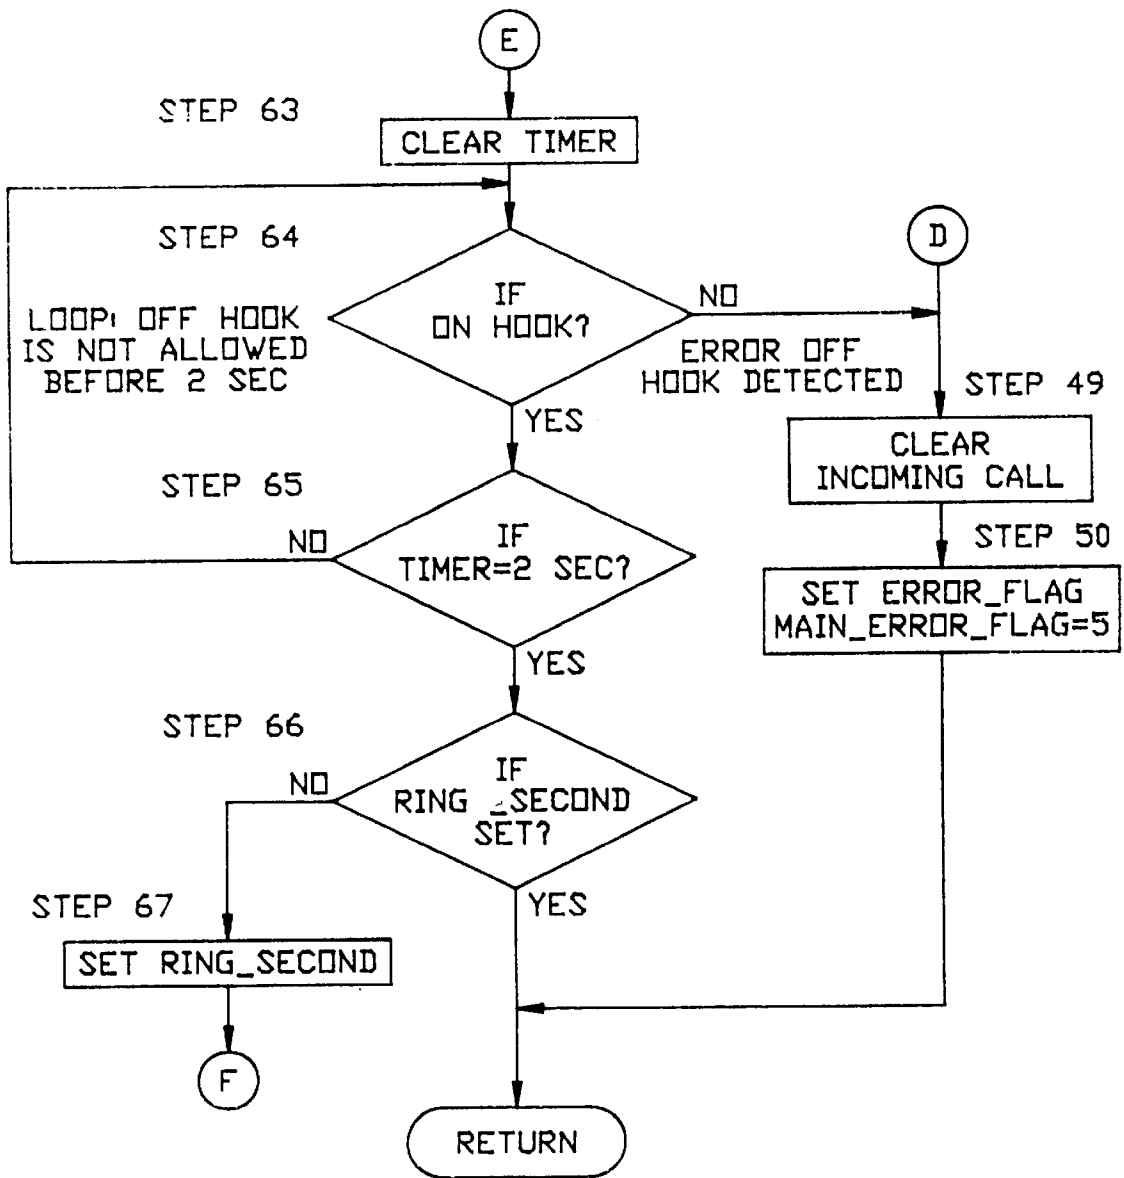 E
STEP 63
CLEAR TIMER
STEP 64
D
IF
ON HOOK?
NO
LOOP: OFF HOOK
IS NOT ALLOWED
BEFORE 2 SEC
ERROR OFF
HOOK DETECTED
STEP 49
YES
CLEAR
INCOMING CALL
STEP 65
NO
IF
TIMER=2 SEC?
STEP 50
SET ERROR_FLAG
MAIN_ERROR_FLAG=5
YES
STEP 66
NO
IF
RING _SECOND
SET?
YES
STEP 67
SET RING_SECOND
F
RETURN